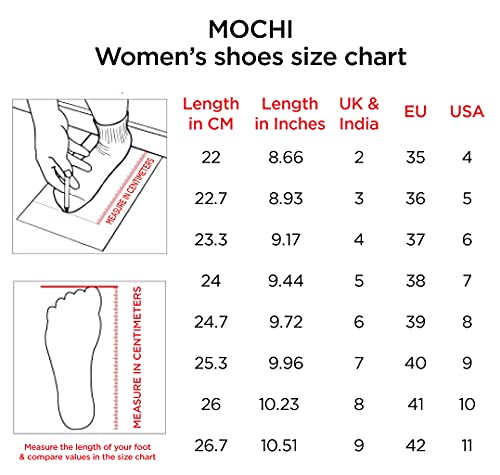 MOCHI
Women's shoes size chart
Length in CM Length in Inches UK & India EU USA
22 8.66 2 35 4
22.7 8.93 3 36 5
23.3 9.17 4 37 6
24 9.44 5 38 7
24.7 9.72 6 39 8
25.3 9.96 7 40 9
26 10.23 8 41 10
26.7 10.51 9 42 11
MEASURE IN CENTIMETERS
MEASURE IN CENTIMETERS
Measure the length of your foot
& compare values in the size chart